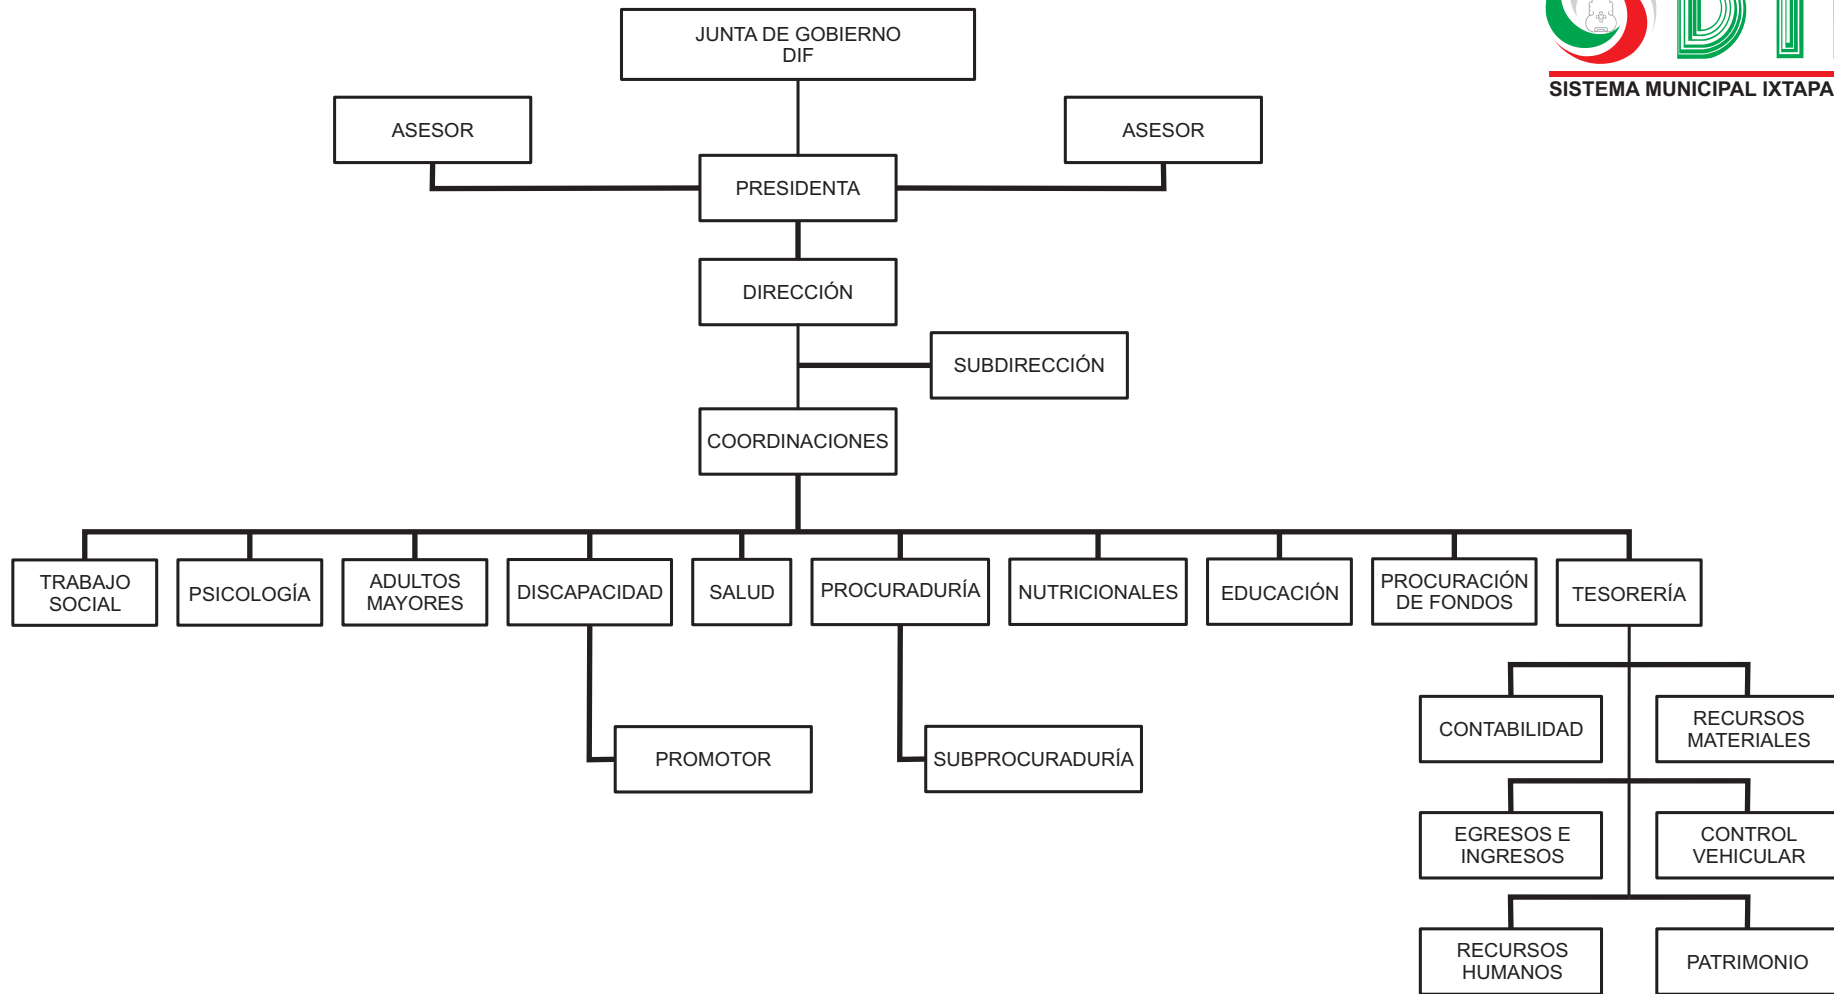 JUNTA DE GOBIERNO
DIF
SISTEMA MUNICIPAL IXTAPA
ASESOR
ASESOR
PRESIDENTA
DIRECCIÓN
SUBDIRECCIÓN
COORDINACIONES
TRABAJO
SOCIAL
PSICOLOGÍA
ADULTOS
MAYORES
DISCAPACIDAD
SALUD
PROCURADURÍA
NUTRICIONALES
EDUCACIÓN
PROCURACIÓN
DE FONDOS
TESORERÍA
PROMOTOR
SUBPROCURADURÍA
CONTABILIDAD
RECURSOS
MATERIALES
EGRESOS E
INGRESOS
CONTROL
VEHICULAR
RECURSOS
HUMANOS
PATRIMONIO